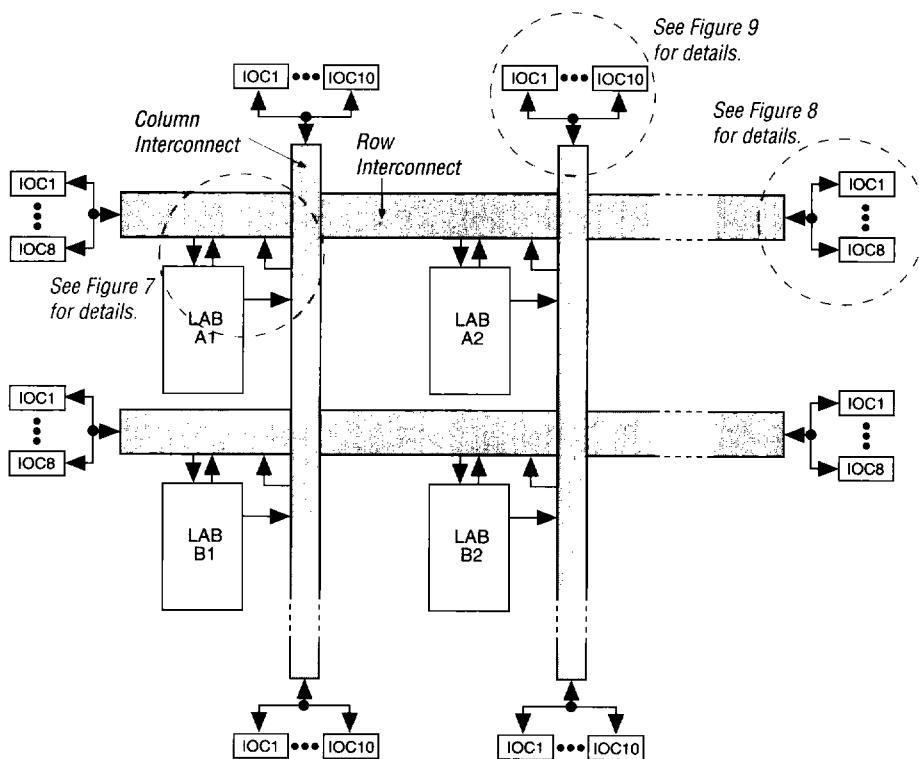 See Figure 9
for details.
IOC1
IOC10
IOC1
IOC10
See Figure 8
for details.
Column
Interconnect
Row
Interconnect
IOC1
IOC8
IOC1
IOC8
See Figure 7
for details.
LAB
A1
LAB
A2
IOC1
IOC8
IOC1
IOC8
LAB
B1
LAB
B2
IOC1
IOC10
IOC1
IOC10